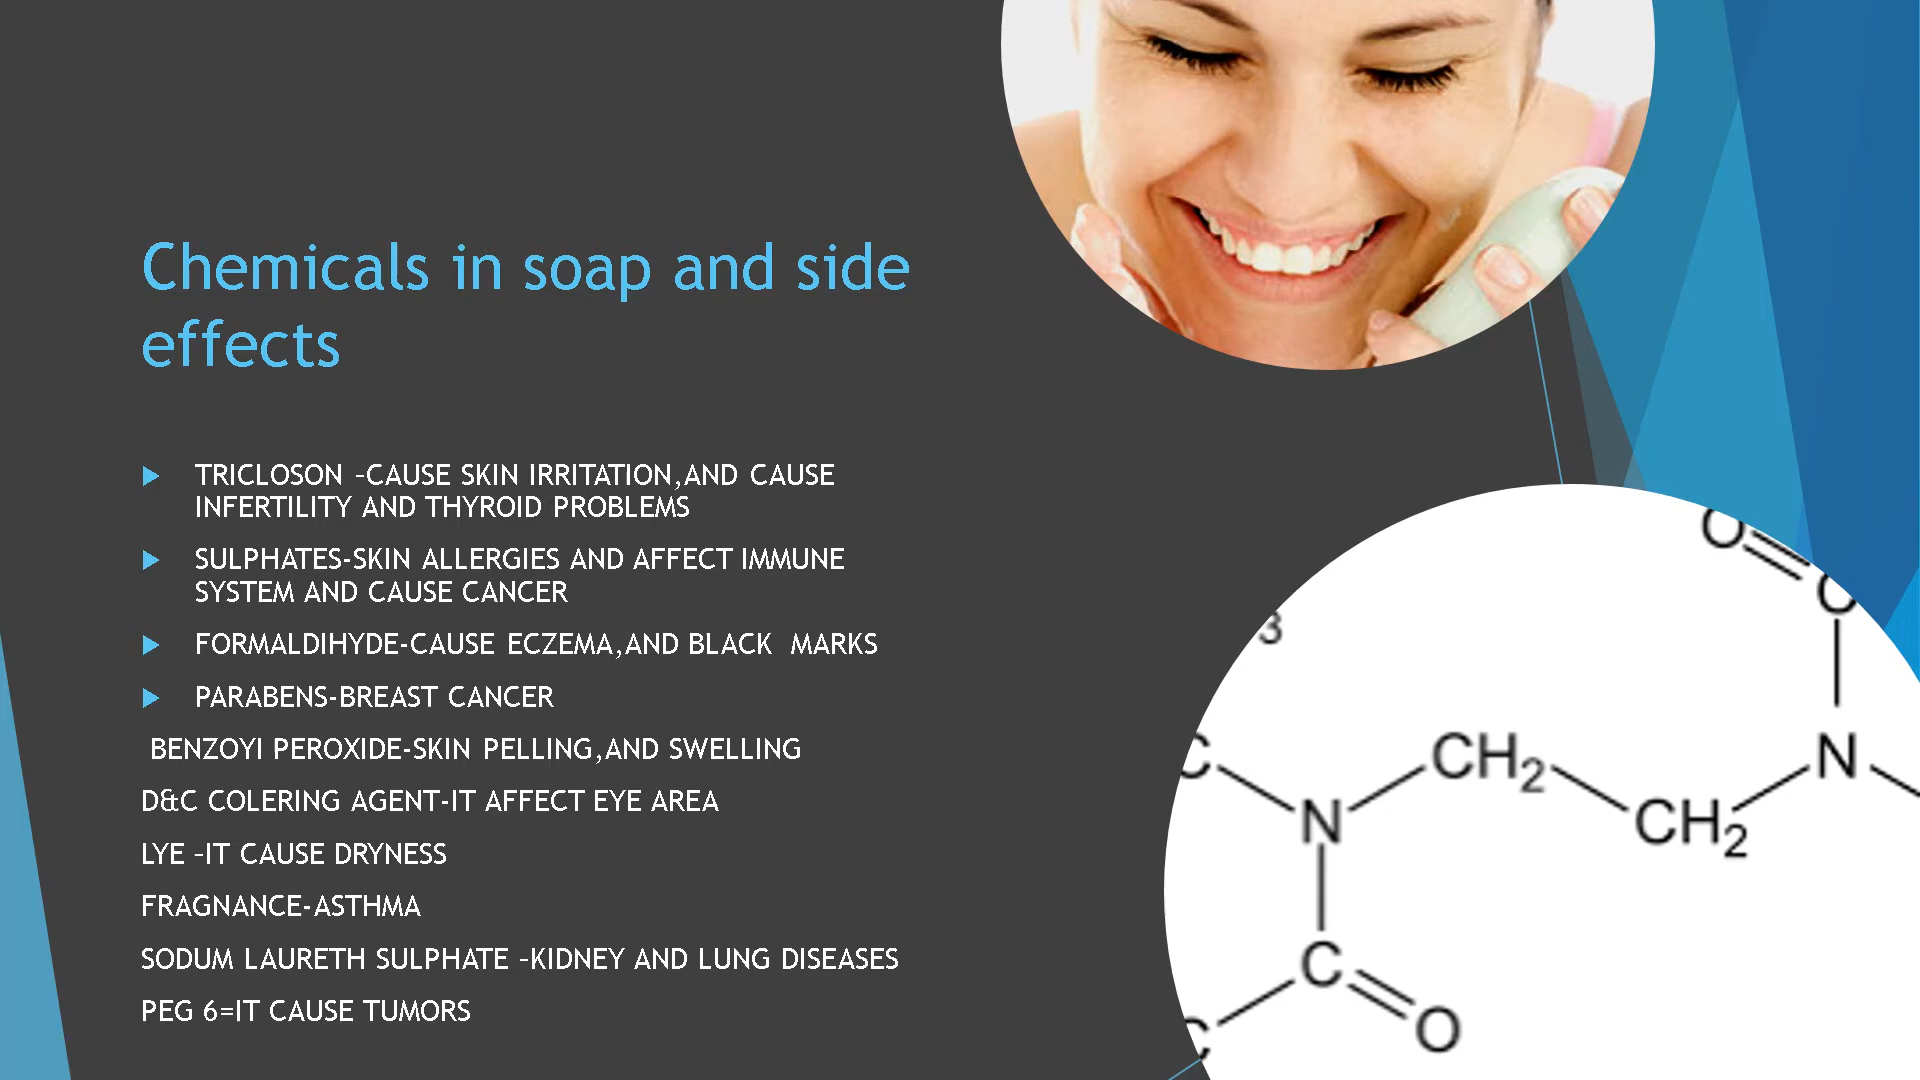 Chemicals in soap and side
effects
TRICLOSON –CAUSE SKIN IRRITATION,AND CAUSE
INFERTILITY AND THYROID PROBLEMS
SULPHATES-SKIN ALLERGIES AND AFFECT IMMUNE
SYSTEM AND CAUSE CANCER
FORMALDIHYDE-CAUSE ECZEMA,AND BLACK MARKS
PARABENS-BREAST CANCER
BENZOYI PEROXIDE-SKIN PELLING,AND SWELLING
D&C COLERING AGENT-IT AFFECT EYE AREA
LYE –IT CAUSE DRYNESS
FRAGNANCE-ASTHMA
SODUM LAURETH SULPHATE –KIDNEY AND LUNG DISEASES
PEG 6=IT CAUSE TUMORS
O
C
3
C
CH2
N
N
CH2
C
O
C